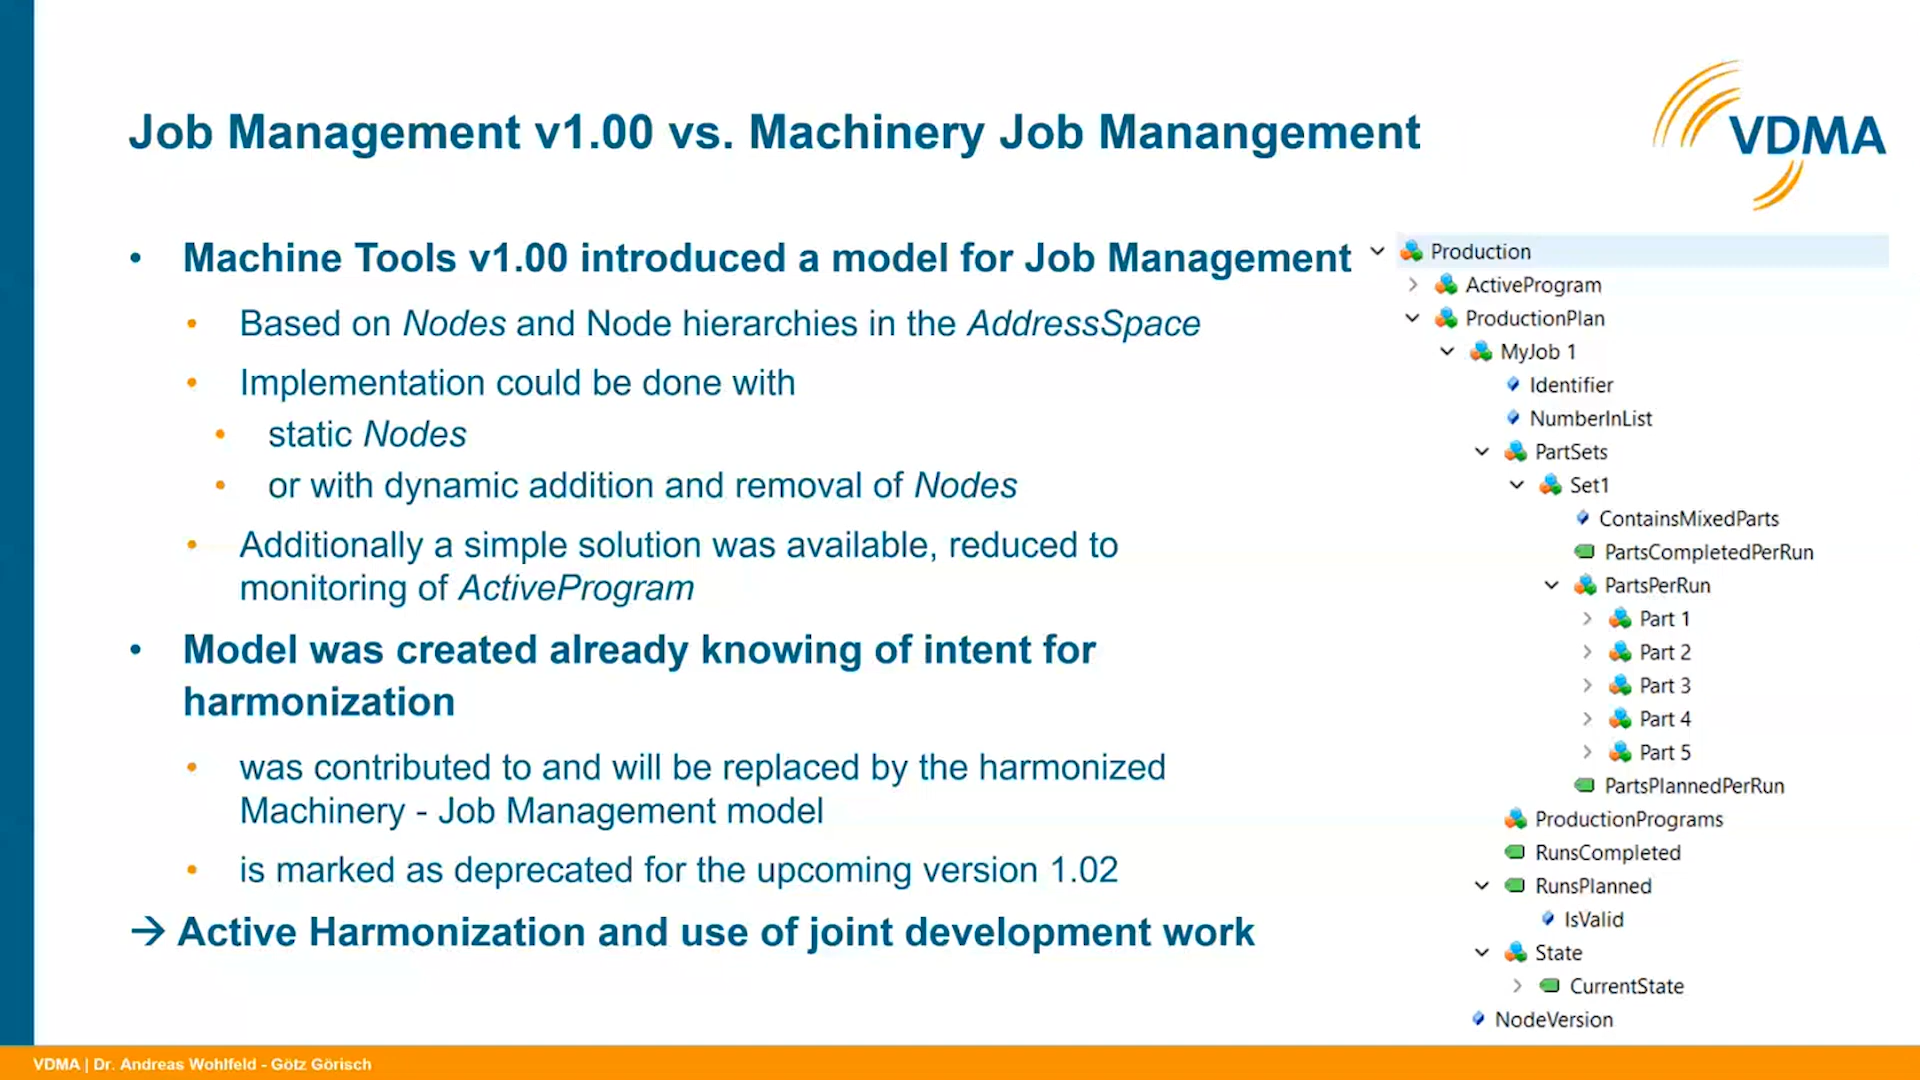 Job Management v1.00 vs. Machinery Job Manangement
VDMA
• Machine Tools v1.00 introduced a model for Job Management
• Based on Nodes and Node hierarchies in the AddressSpace
• Implementation could be done with
• static Nodes
• or with dynamic addition and removal of Nodes
• Additionally a simple solution was available, reduced to
monitoring of ActiveProgram
• Model was created already knowing of intent for
harmonization
• was contributed to and will be replaced by the harmonized
Machinery - Job Management model
• is marked as deprecated for the upcoming version 1.02
→ Active Harmonization and use of joint development work
Production
ActiveProgram
ProductionPlan
MyJob 1
Identifier
NumberInList
PartSets
Set1
ContainsMixedParts
PartsCompletedPerRun
PartsPerRun
Part 1
Part 2
Part 3
Part 4
Part 5
PartsPlannedPerRun
ProductionPrograms
RunsCompleted
RunsPlanned
IsValid
State
CurrentState
NodeVersion
VDMA | Dr. Andreas Wohlfeld - Götz Görisch